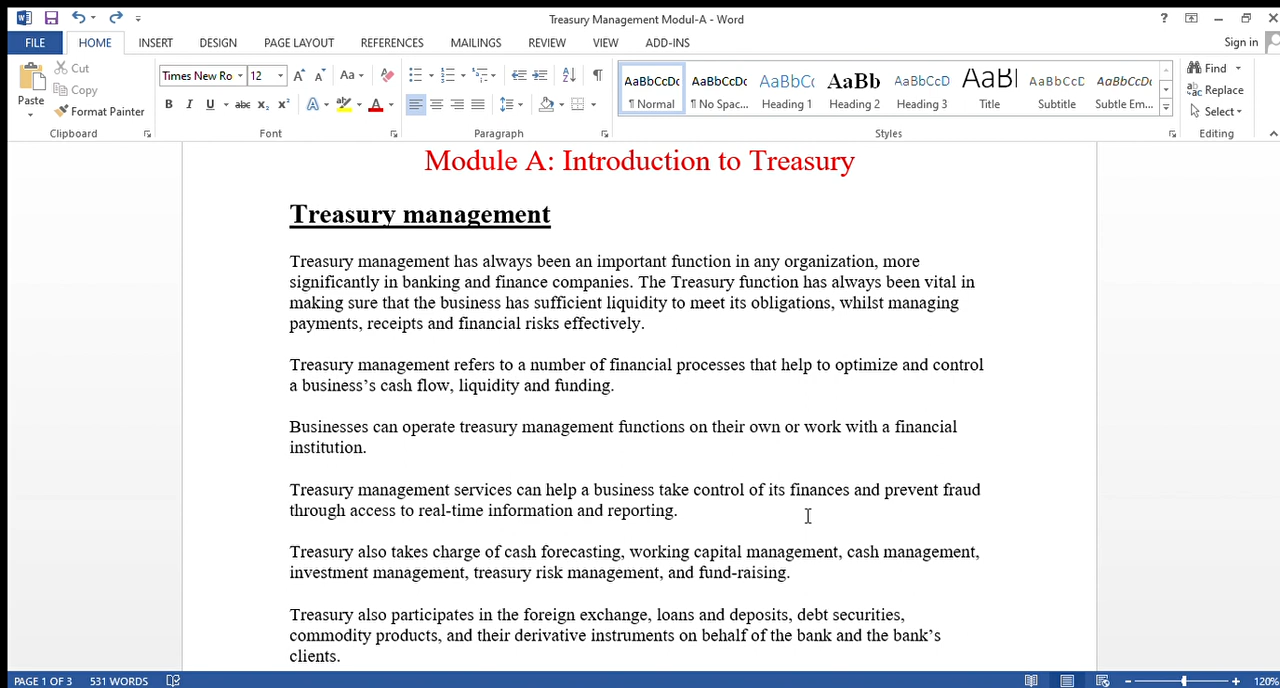 Treasury Management Modul-A - Word
?
FILE HOME INSERT DESIGN PAGE LAYOUT REFERENCES MAILINGS REVIEW VIEW ADD-INS Sign in
Paste
Cut
Copy
Format Painter
Clipboard
Times New Ro 12
Font
Paragraph
AaBbCcDc AaBbCcDc AaBbCc AaBb AaBbCcD AaB AaBbCcD AaBbCcDc
¶ Normal ¶ No Spac... Heading 1 Heading 2 Heading 3 Title Subtitle Subtle Em...
Styles
Find
Replace
Select
Editing
Module A: Introduction to Treasury
Treasury management
Treasury management has always been an important function in any organization, more
significantly in banking and finance companies. The Treasury function has always been vital in
making sure that the business has sufficient liquidity to meet its obligations, whilst managing
payments, receipts and financial risks effectively.
Treasury management refers to a number of financial processes that help to optimize and control
a business’s cash flow, liquidity and funding.
Businesses can operate treasury management functions on their own or work with a financial
institution.
Treasury management services can help a business take control of its finances and prevent fraud
through access to real-time information and reporting.
Treasury also takes charge of cash forecasting, working capital management, cash management,
investment management, treasury risk management, and fund-raising.
Treasury also participates in the foreign exchange, loans and deposits, debt securities,
commodity products, and their derivative instruments on behalf of the bank and the bank’s
clients.
PAGE 1 OF 3 531 WORDS 120%